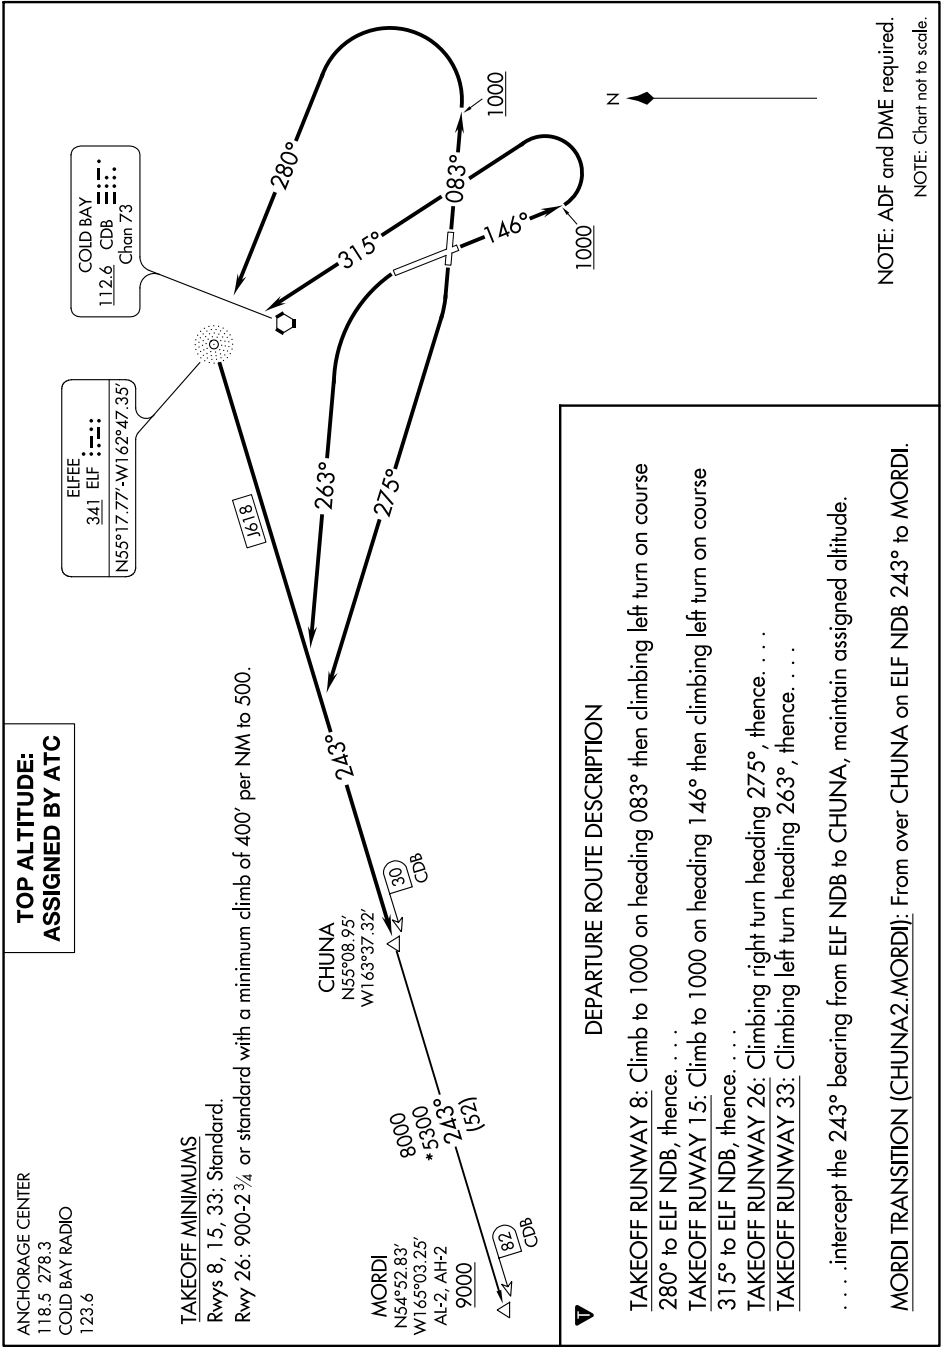 ANCHORAGE CENTER
118.5 278.3
COLD BAY RADIO
123.6
TOP ALTITUDE:
ASSIGNED BY ATC
TAKEOFF MINIMUMS
Rwys 8, 15, 33: Standard.
Rwy 26: 900-2¾ or standard with a minimum climb of 400' per NM to 500.
ELFEE
341 ELF
N55°17.77'-W162°47.35'
COLD BAY
112.6 CDB
Chan 73
280°
1000
083°
315°
146°
1000
263°
275°
J618
243°
CHUNA
N55°08.95'
W163°37.32'
30
CDB
8000
*5300
243°
(52)
MORDI
N54°52.83'
W165°03.25'
AL-2, AH-2
9000
82
CDB
N
NOTE: ADF and DME required.
NOTE: Chart not to scale.
T
DEPARTURE ROUTE DESCRIPTION
TAKEOFF RUNWAY 8: Climb to 1000 on heading 083° then climbing left turn on course
280° to ELF NDB, thence. . . .
TAKEOFF RUWAY 15: Climb to 1000 on heading 146° then climbing left turn on course
315° to ELF NDB, thence. . . .
TAKEOFF RUNWAY 26: Climbing right turn heading 275°, thence. . . .
TAKEOFF RUNWAY 33: Climbing left turn heading 263°, thence. . . .
. . . .intercept the 243° bearing from ELF NDB to CHUNA, maintain assigned altitude.
MORDI TRANSITION (CHUNA2.MORDI): From over CHUNA on ELF NDB 243° to MORDI.